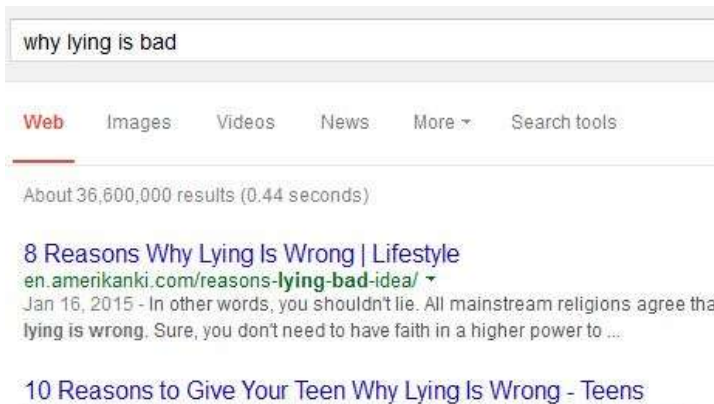 why lying is bad
Web Images Videos News More Search tools
About 36,600,000 results (0.44 seconds)
8 Reasons Why Lying Is Wrong | Lifestyle
en.amerikanki.com/reasons-lying-bad-idea/
Jan 16, 2015 - In other words, you shouldn't lie. All mainstream religions agree tha
lying is wrong. Sure, you don't need to have faith in a higher power to ...
10 Reasons to Give Your Teen Why Lying Is Wrong - Teens